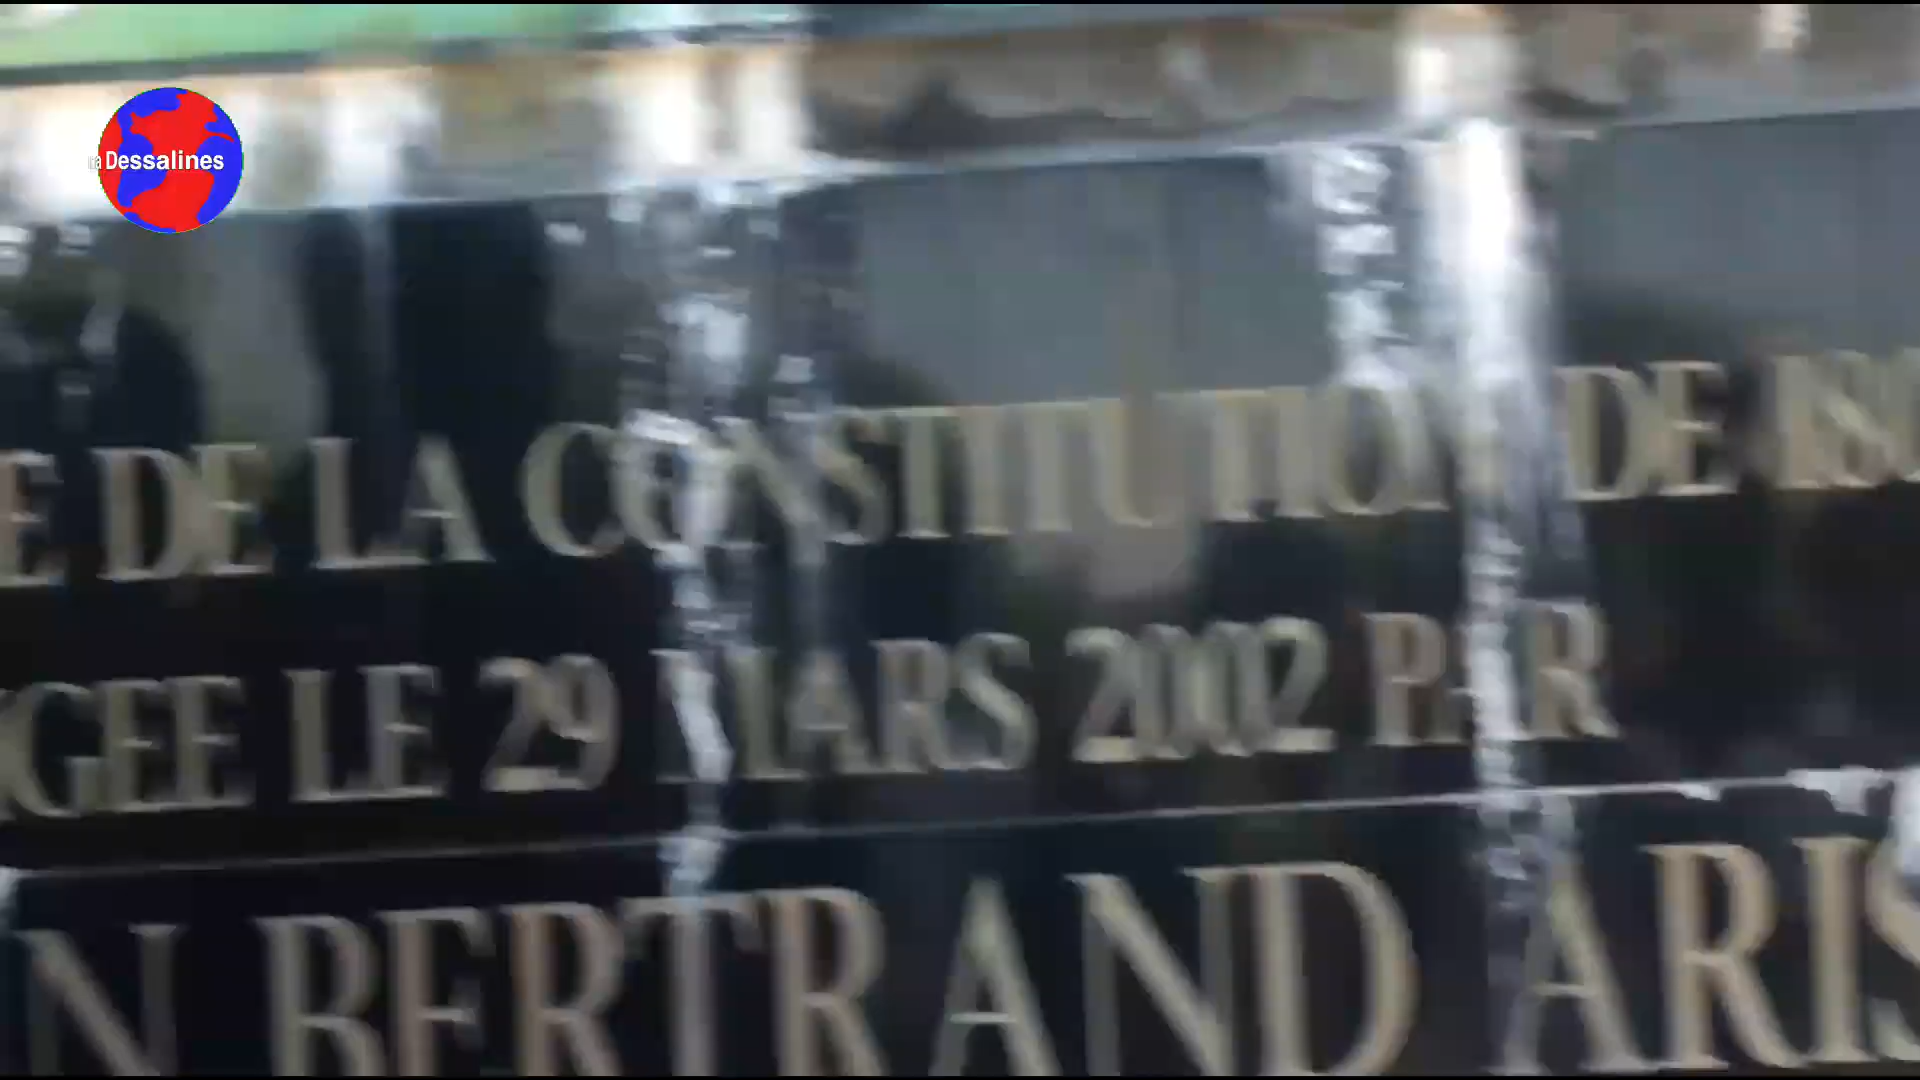 Dessalines
E DE LA CONSTITUTION DE
GEE LE 29 MARS 2002 PAR
N BERTRAND ARIS